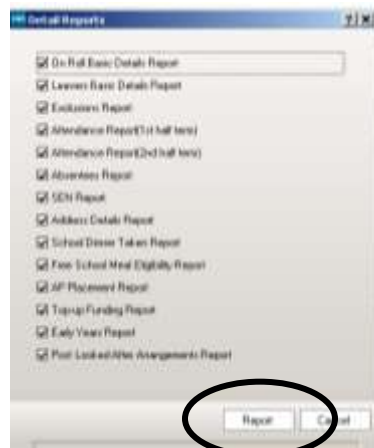 Detail Reports
On Roll Basic Details Report
Leavers Basic Details Report
Exclusions Report
Attendance Report(1st half term)
Attendance Report(2nd half term)
Absentees Report
SEN Report
Address Details Report
School Dinner Taken Report
Free School Meal Eligibility Report
AP Placement Report
Top-up Funding Report
Early Years Report
Post Looked After Arrangements Report
Report
Cancel